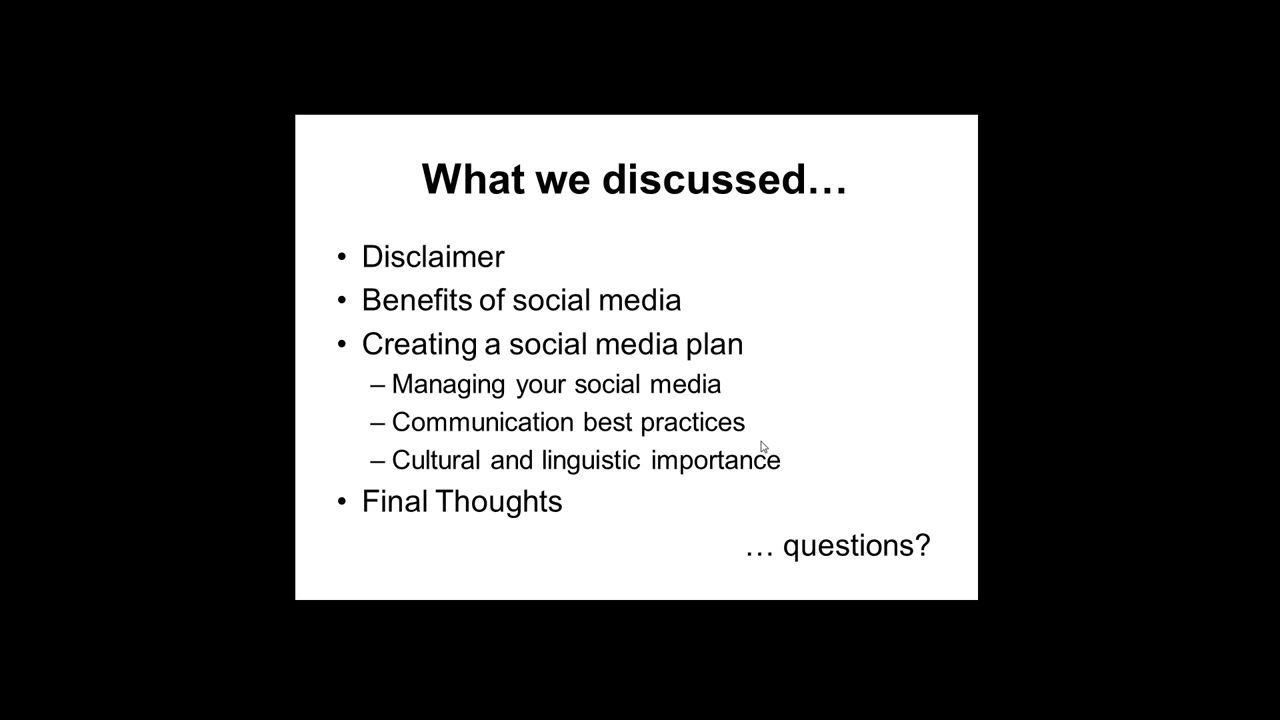 What we discussed…
• Disclaimer
• Benefits of social media
• Creating a social media plan
– Managing your social media
– Communication best practices
– Cultural and linguistic importance
• Final Thoughts
… questions?